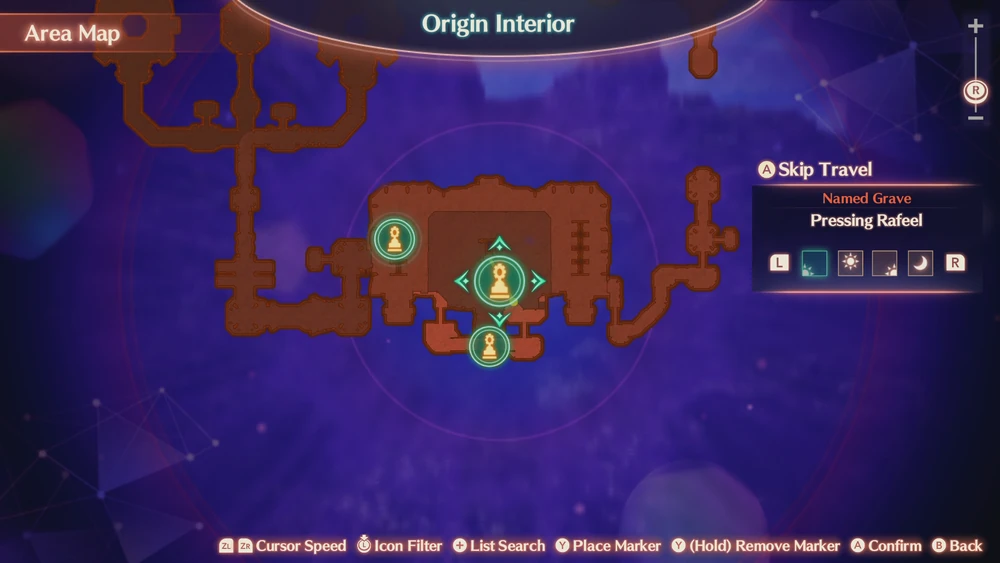 Area Map
Origin Interior
+
R
−
A Skip Travel
Named Grave
Pressing Rafeel
L R
ZL ZR Cursor Speed L Icon Filter + List Search Y Place Marker Y (Hold) Remove Marker A Confirm B Back